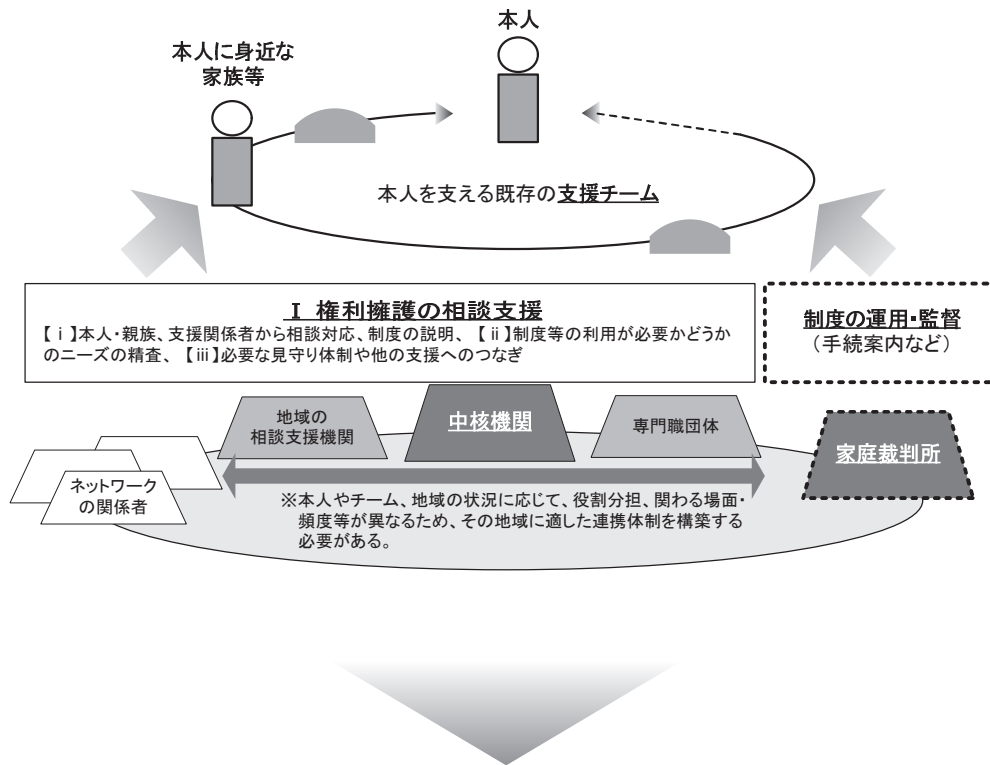 本人
本人に身近な
家族等
本人を支える既存の支援チーム
Ⅰ 権利擁護の相談支援
【ⅰ】本人・親族、支援関係者から相談対応、制度の説明、【ⅱ】制度等の利用が必要かどうか
のニーズの精査、【ⅲ】必要な見守り体制や他の支援へのつなぎ
制度の運用・監督
（手続案内など）
地域の
相談支援機関
中核機関
専門職団体
家庭裁判所
ネットワーク
の関係者
※本人やチーム、地域の状況に応じて、役割分担、関わる場面・
頻度等が異なるため、その地域に適した連携体制を構築する
必要がある。